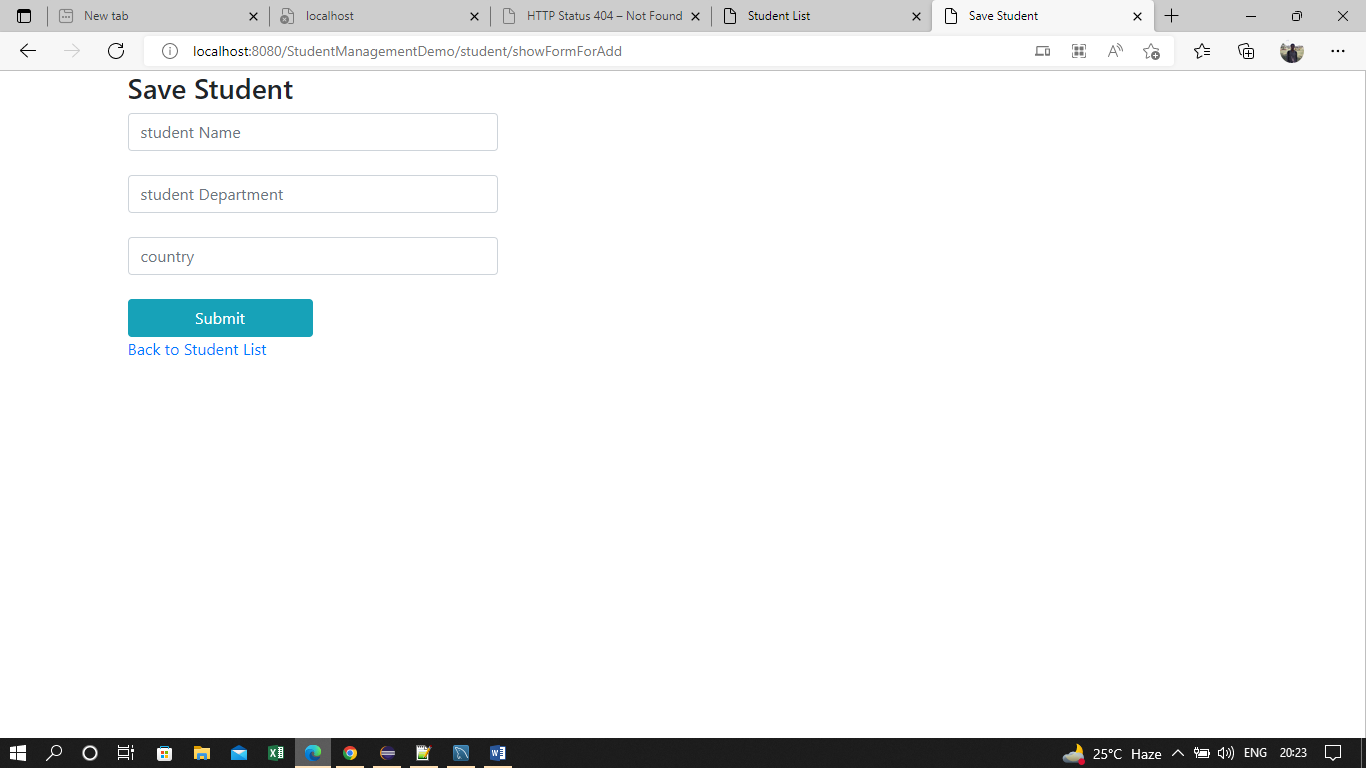 New tab
localhost
HTTP Status 404 – Not Found
Student List
Save Student
localhost:8080/StudentManagementDemo/student/showFormForAdd
Save Student
student Name
student Department
country
Submit
Back to Student List
25°C Haze
ENG
20:23